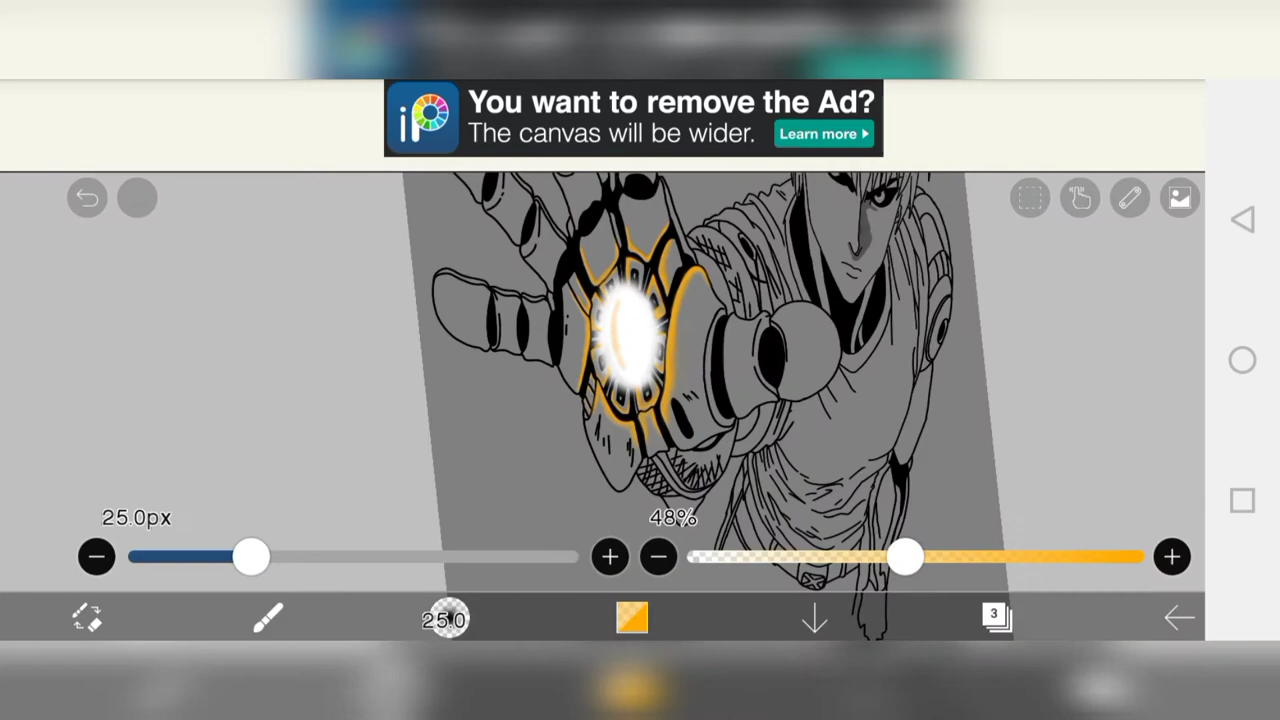 iP
You want to remove the Ad?
The canvas will be wider.
Learn more
25.0px
48%
25.0
3